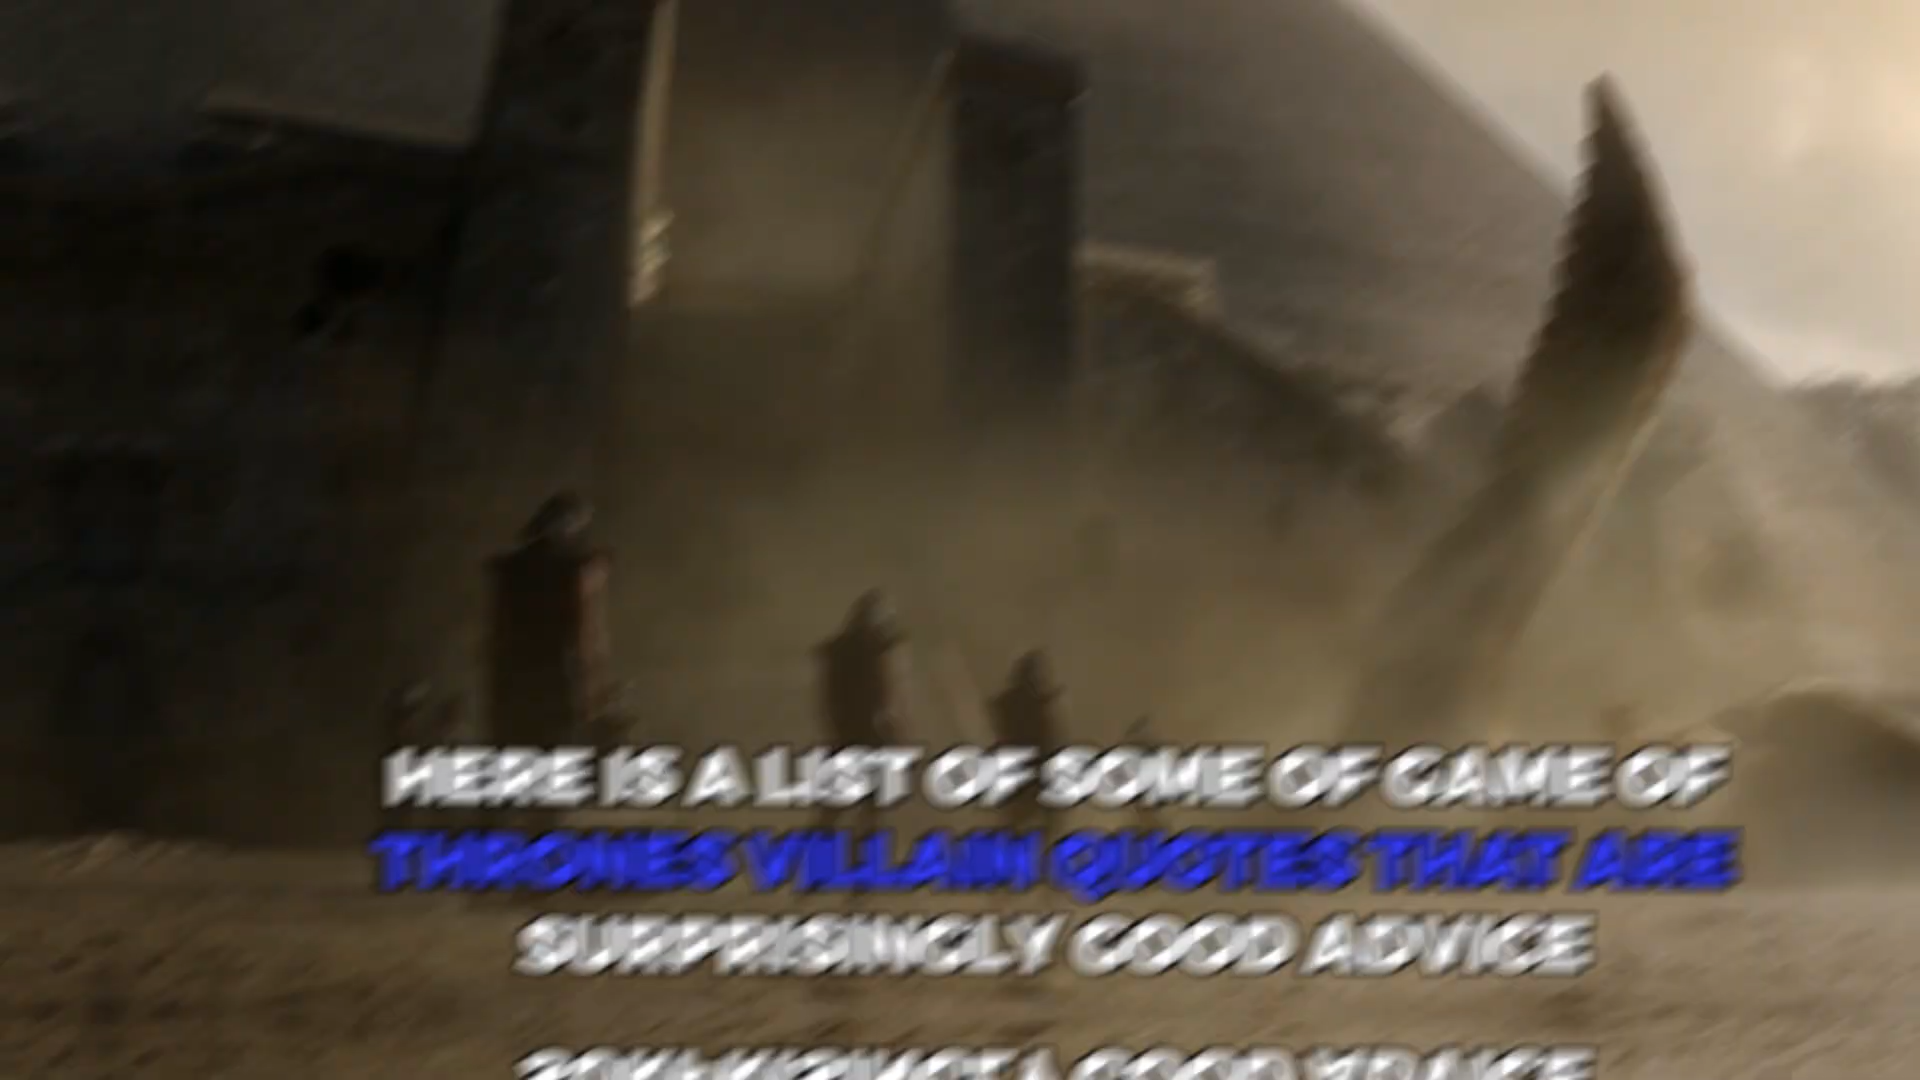 HERE IS A LIST OF SOME OF GAME OF
THRONES VILLAIN QUOTES THAT ARE
SURPRISINGLY GOOD ADVICE